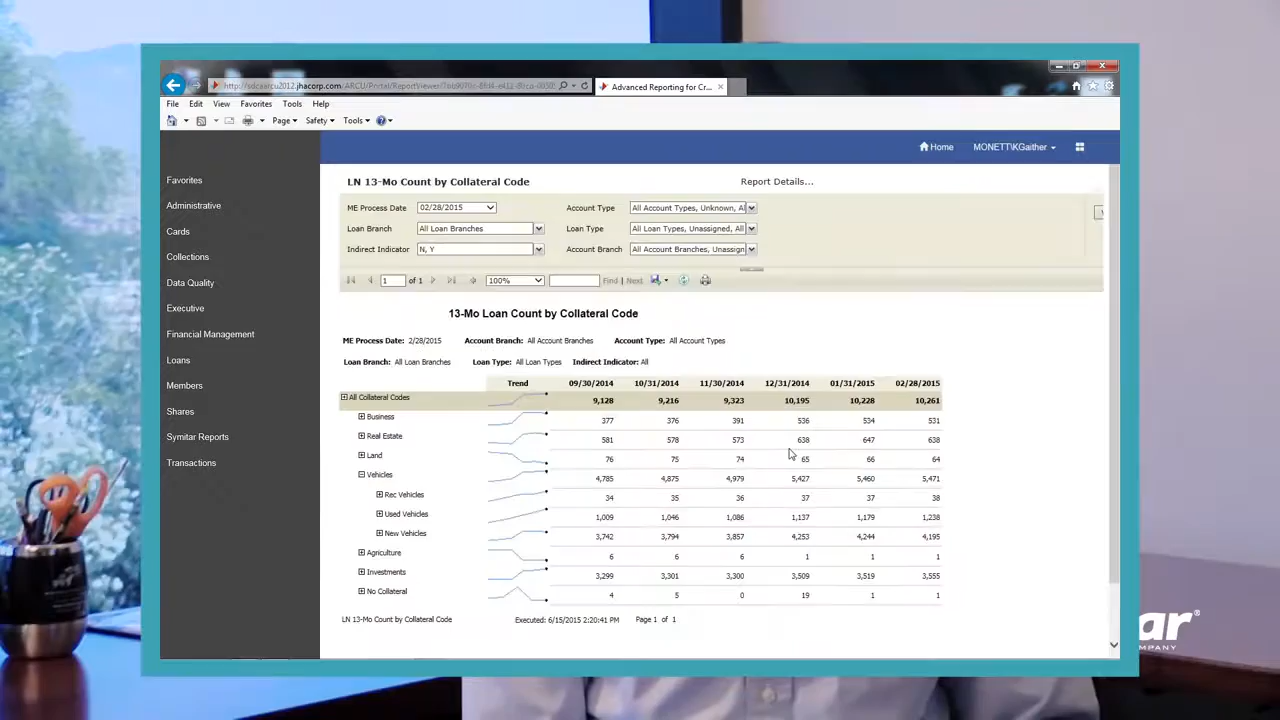 Advanced Reporting for Cr...
File Edit View Favorites Tools Help
Page Safety Tools
Home MONETT\KGaither
Favorites
Administrative
Cards
Collections
Data Quality
Executive
Financial Management
Loans
Members
Shares
Symitar Reports
Transactions
LN 13-Mo Count by Collateral Code Report Details...
ME Process Date 02/28/2015 Account Type All Account Types, Unknown, Al
Loan Branch All Loan Branches Loan Type All Loan Types, Unassigned, All
Indirect Indicator N, Y Account Branch All Account Branches, Unassign
1 of 1 100% Find | Next
13-Mo Loan Count by Collateral Code
ME Process Date: 2/28/2015 Account Branch: All Account Branches Account Type: All Account Types
Loan Branch: All Loan Branches Loan Type: All Loan Types Indirect Indicator: All
Trend 09/30/2014 10/31/2014 11/30/2014 12/31/2014 01/31/2015 02/28/2015
All Collateral Codes 9,128 9,216 9,323 10,195 10,228 10,261
Business 377 376 391 536 534 531
Real Estate 581 578 573 638 647 638
Land 76 75 74 65 66 64
Vehicles 4,785 4,875 4,979 5,427 5,460 5,471
Rec Vehicles 34 35 36 37 37 38
Used Vehicles 1,009 1,046 1,086 1,137 1,179 1,238
New Vehicles 3,742 3,794 3,857 4,253 4,244 4,195
Agriculture 6 6 6 1 1 1
Investments 3,299 3,301 3,300 3,509 3,519 3,555
No Collateral 4 5 0 19 1 1
LN 13-Mo Count by Collateral Code Executed: 6/15/2015 2:20:41 PM Page 1 of 1
ar®
MPANY